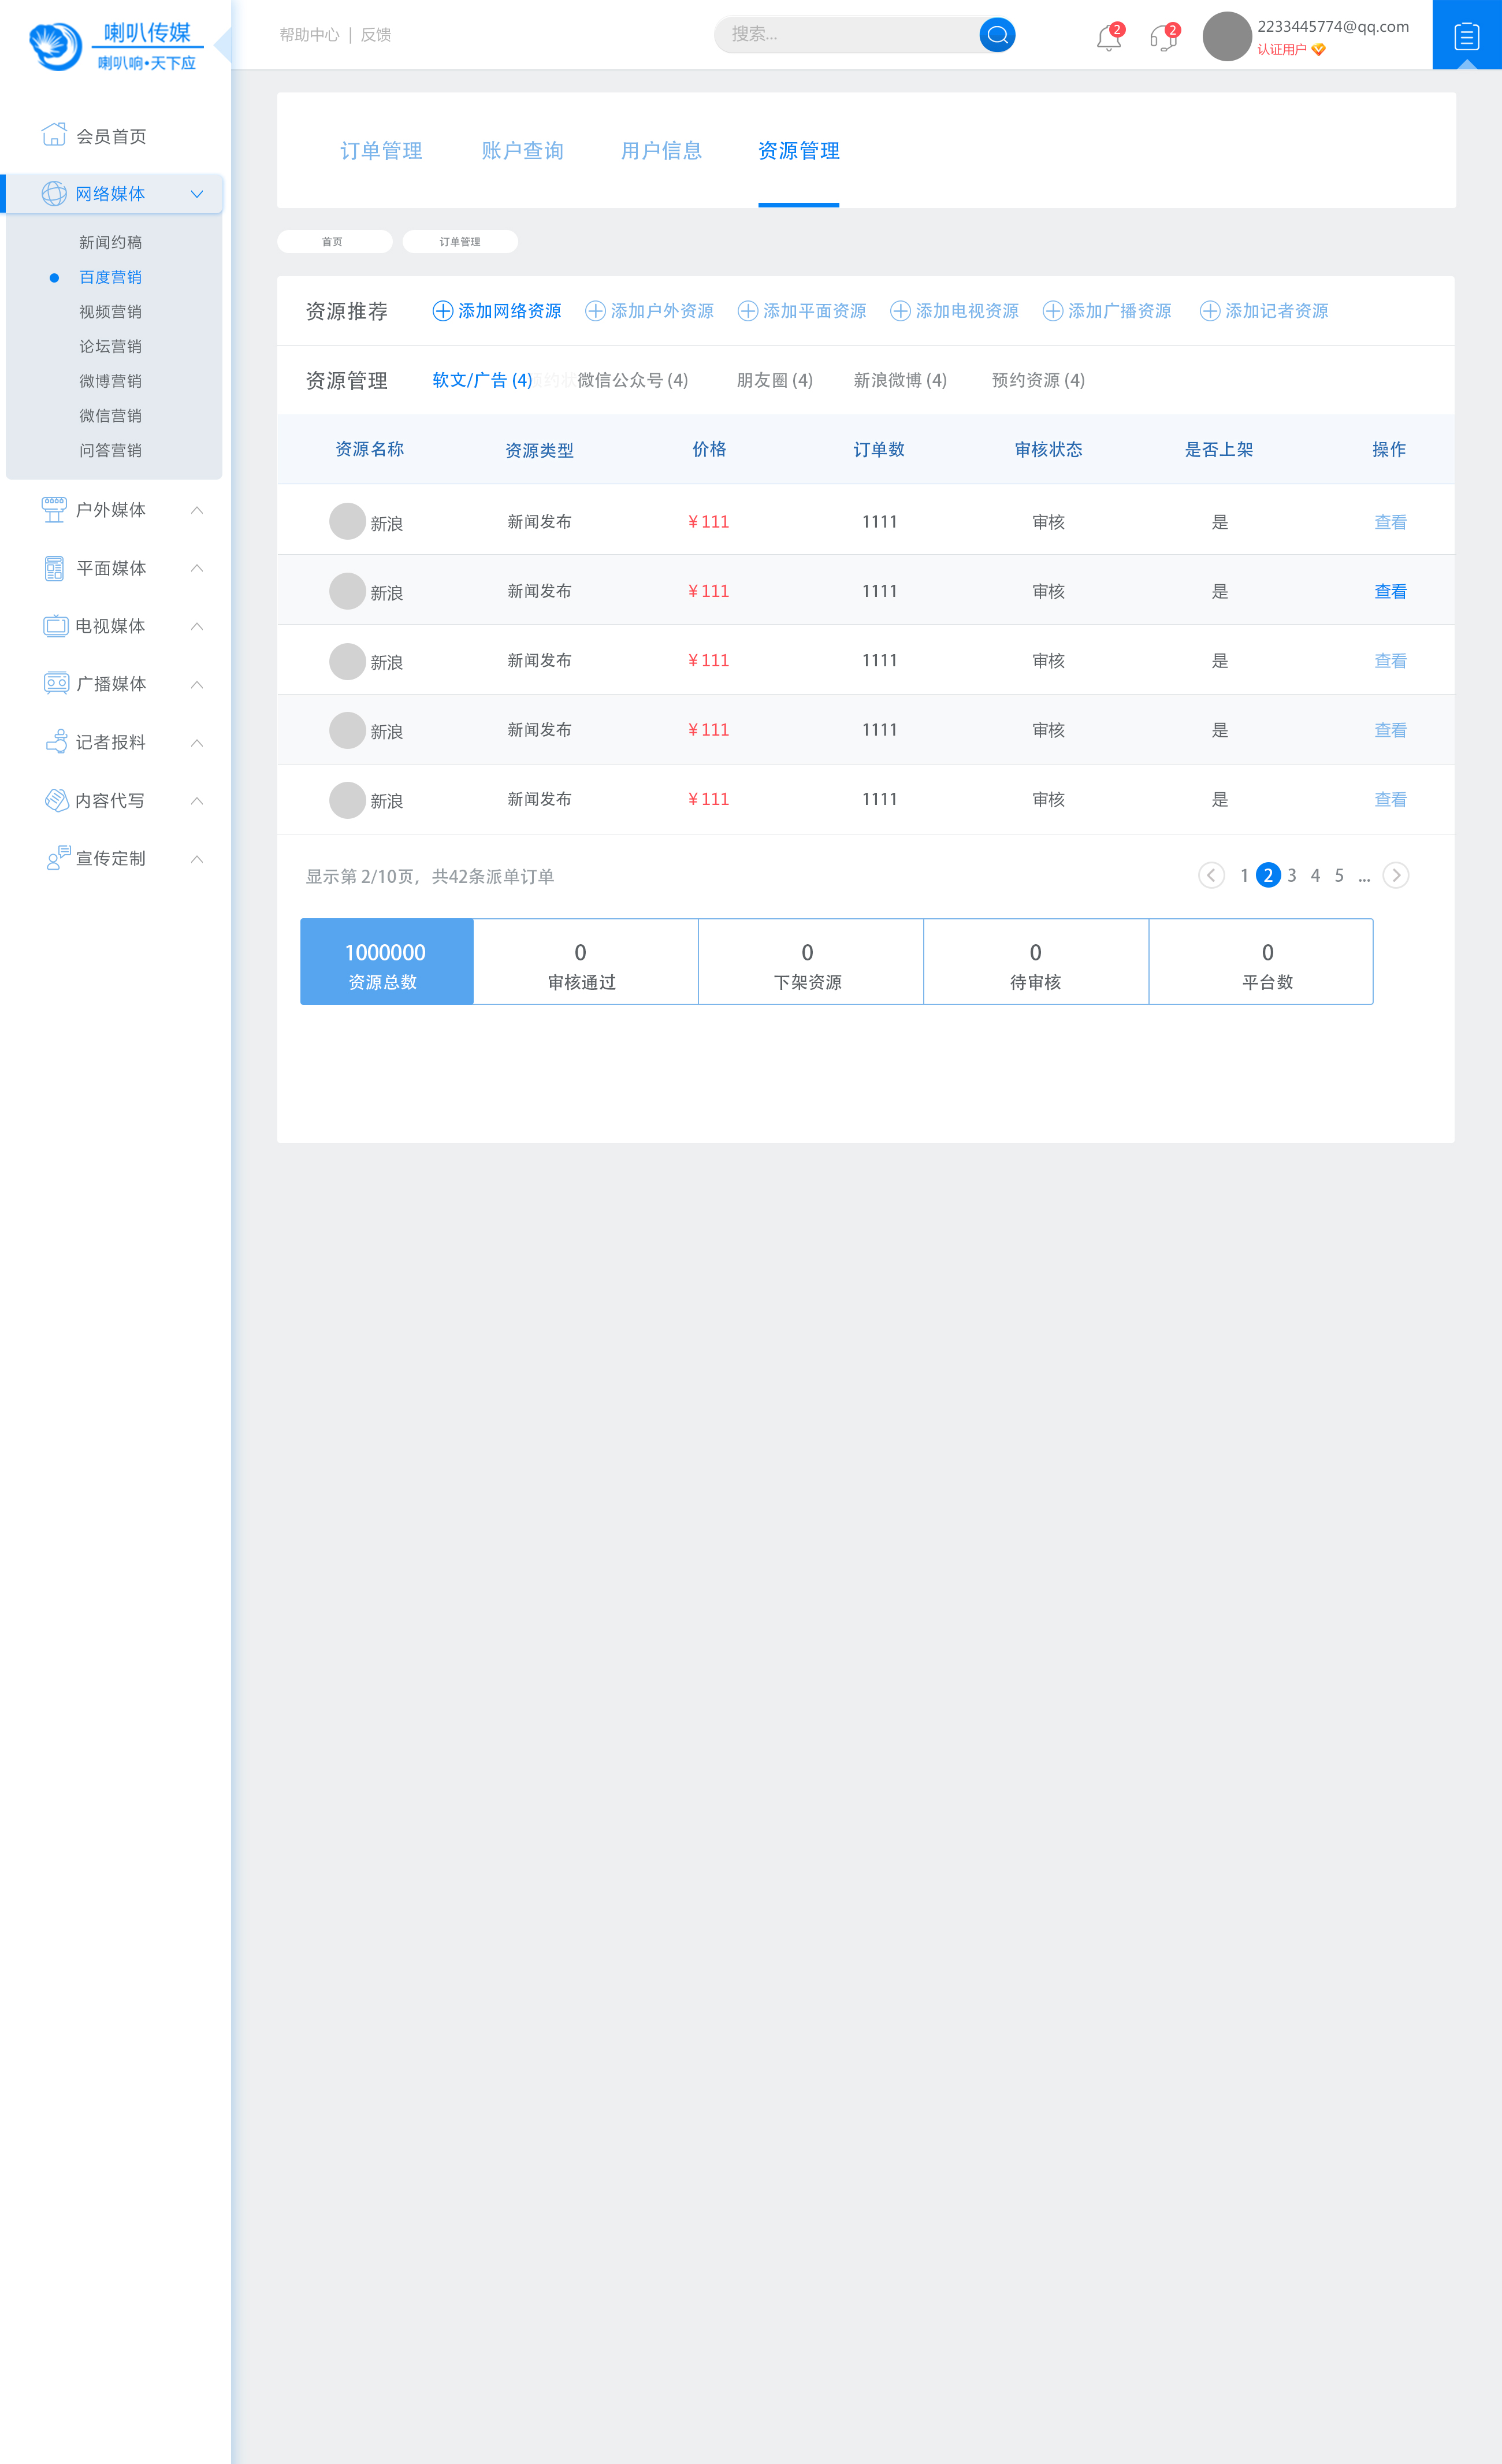 喇叭传媒
喇叭响•天下应
帮助中心 | 反馈
搜索...
2
2
2233445774@qq.com
认证用户
会员首页
网络媒体
新闻约稿
百度营销
视频营销
论坛营销
微博营销
微信营销
问答营销
户外媒体
平面媒体
电视媒体
广播媒体
记者报料
内容代写
宣传定制
订单管理 账户查询 用户信息 资源管理
首页 订单管理
资源推荐 添加网络资源 添加户外资源 添加平面资源 添加电视资源 添加广播资源 添加记者资源
资源管理 软文/广告 (4) 微信公众号 (4) 朋友圈 (4) 新浪微博 (4) 预约资源 (4)
资源名称 资源类型 价格 订单数 审核状态 是否上架 操作
新浪 新闻发布 ¥ 111 1111 审核 是 查看
新浪 新闻发布 ¥ 111 1111 审核 是 查看
新浪 新闻发布 ¥ 111 1111 审核 是 查看
新浪 新闻发布 ¥ 111 1111 审核 是 查看
新浪 新闻发布 ¥ 111 1111 审核 是 查看
显示第 2/10页，共42条派单订单 1 2 3 4 5 ...
1000000 0 0 0 0
资源总数 审核通过 下架资源 待审核 平台数